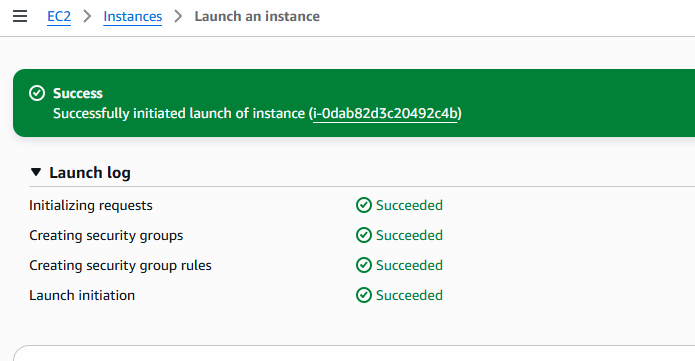 EC2 > Instances > Launch an instance
Success
Successfully initiated launch of instance (i-0dab82d3c20492c4b)
Launch log
Initializing requests Succeeded
Creating security groups Succeeded
Creating security group rules Succeeded
Launch initiation Succeeded